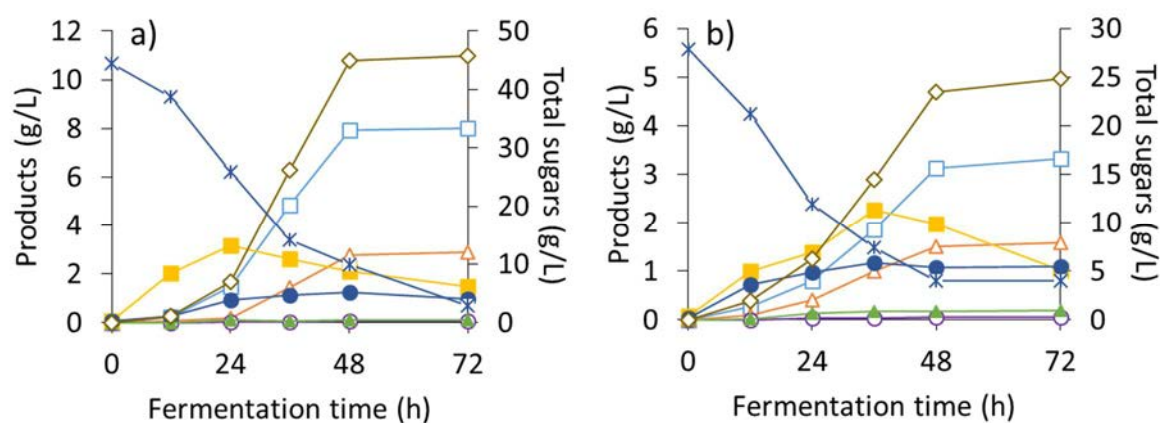 a)
Products (g/L)
12
10
8
6
4
2
0
50
40
30
20
10
0
Total sugars (g/L)
0 24 48 72
Fermentation time (h)
b)
Products (g/L)
6
5
4
3
2
1
0
30
25
20
15
10
5
0
Total sugars (g/L)
0 24 48 72
Fermentation time (h)